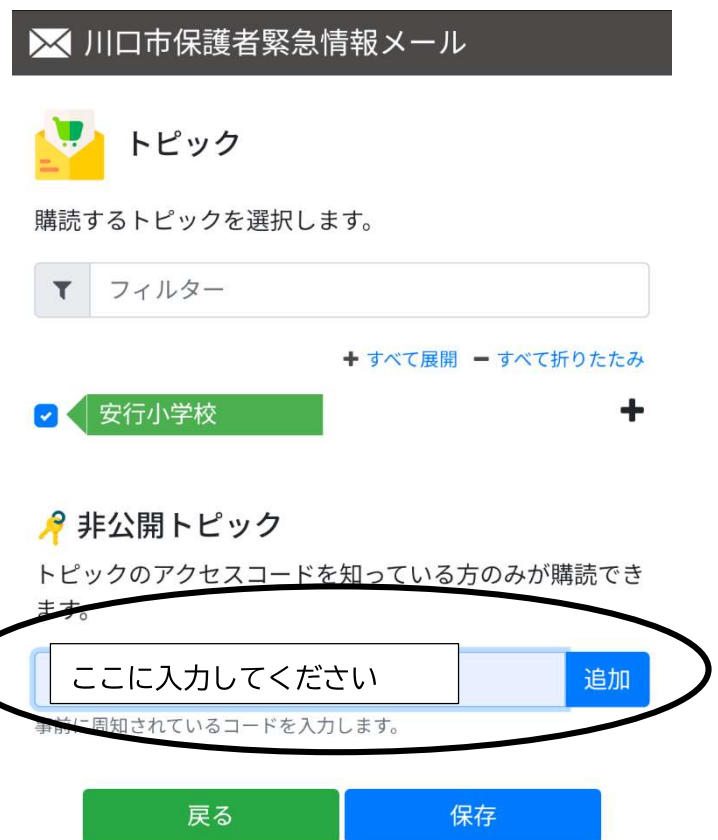 川口市保護者緊急情報メール
トピック
購読するトピックを選択します。
フィルター
+ すべて展開 − すべて折りたたみ
安行小学校 +
非公開トピック
トピックのアクセスコードを知っている方のみが購読でき
ます。
ここに入力してください 追加
事前に周知されているコードを入力します。
戻る 保存